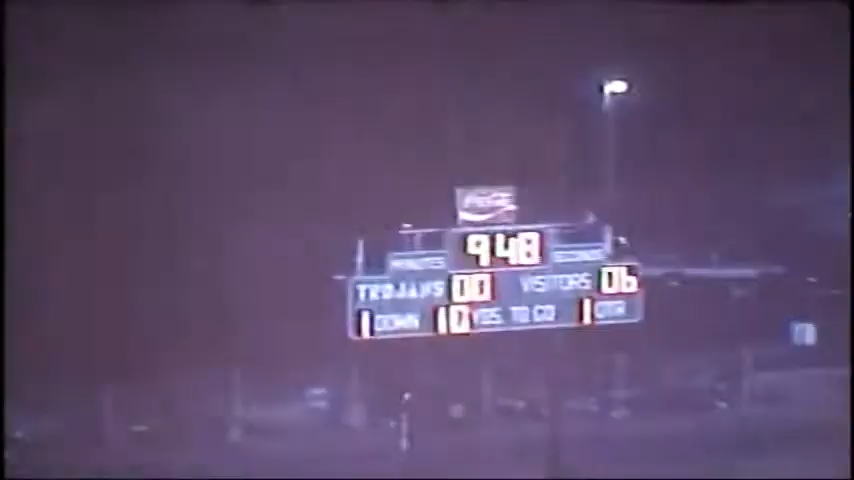 Coca-Cola
MINUTES 9 48 SECONDS
TROJANS 00 VISITORS 06
1 DOWN 10 YDS. TO GO 1 QTR